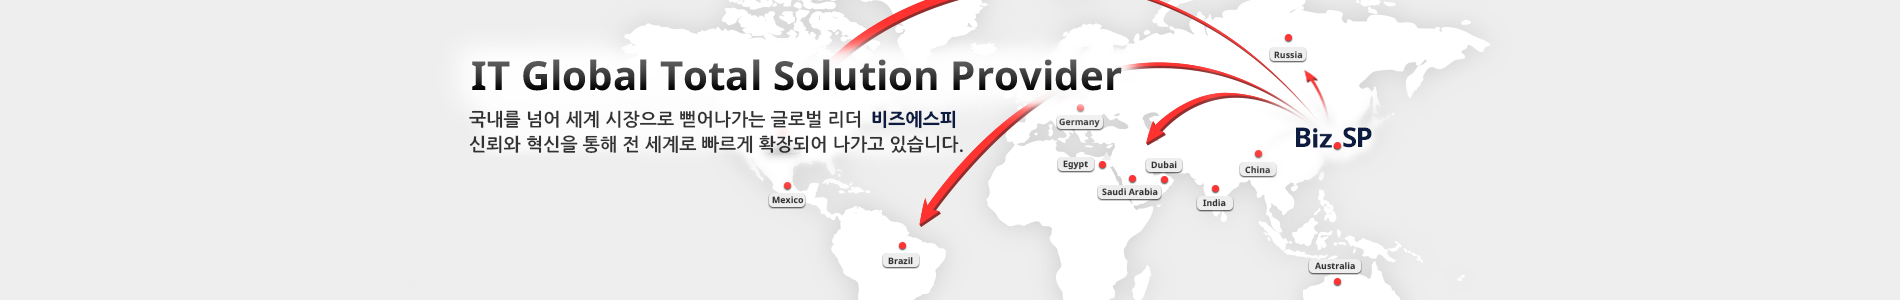 IT Global Total Solution Provider
국내를 넘어 세계 시장으로 뻗어나가는 글로벌 리더 비즈에스피
신뢰와 혁신을 통해 전 세계로 빠르게 확장되어 나가고 있습니다.
Russia
Germany
Biz.SP
Egypt
Dubai
China
Saudi Arabia
Mexico
India
Brazil
Australia